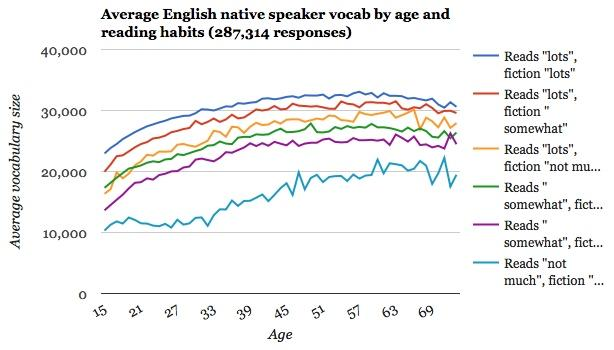 Average English native speaker vocab by age and
reading habits (287,314 responses)
Average vocabulary size
40,000
30,000
20,000
10,000
0
15
21
27
33
39
45
51
57
63
69
Age
Reads "lots",
fiction "lots"
Reads "lots",
fiction "
somewhat"
Reads "lots",
fiction "not mu...
Reads "
somewhat", fict...
Reads "
somewhat", fict...
Reads "not
much", fiction "...